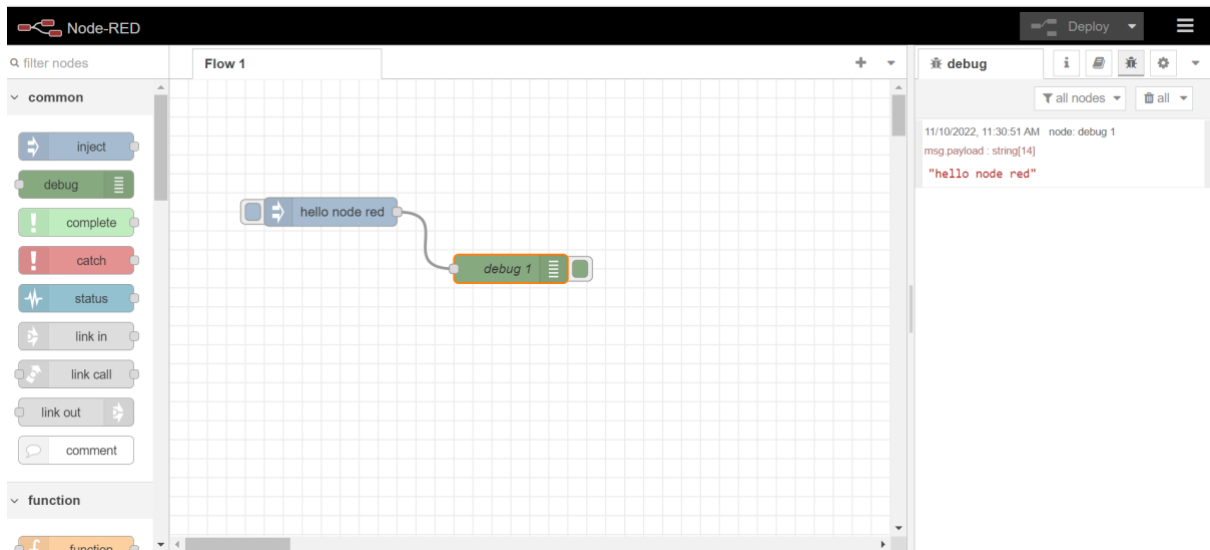 Node-RED
Deploy
filter nodes
common
inject
debug
complete
catch
status
link in
link call
link out
comment
function
function
Flow 1
hello node red
debug 1
debug
i
all nodes
all
11/10/2022, 11:30:51 AM node: debug 1
msg.payload : string[14]
"hello node red"